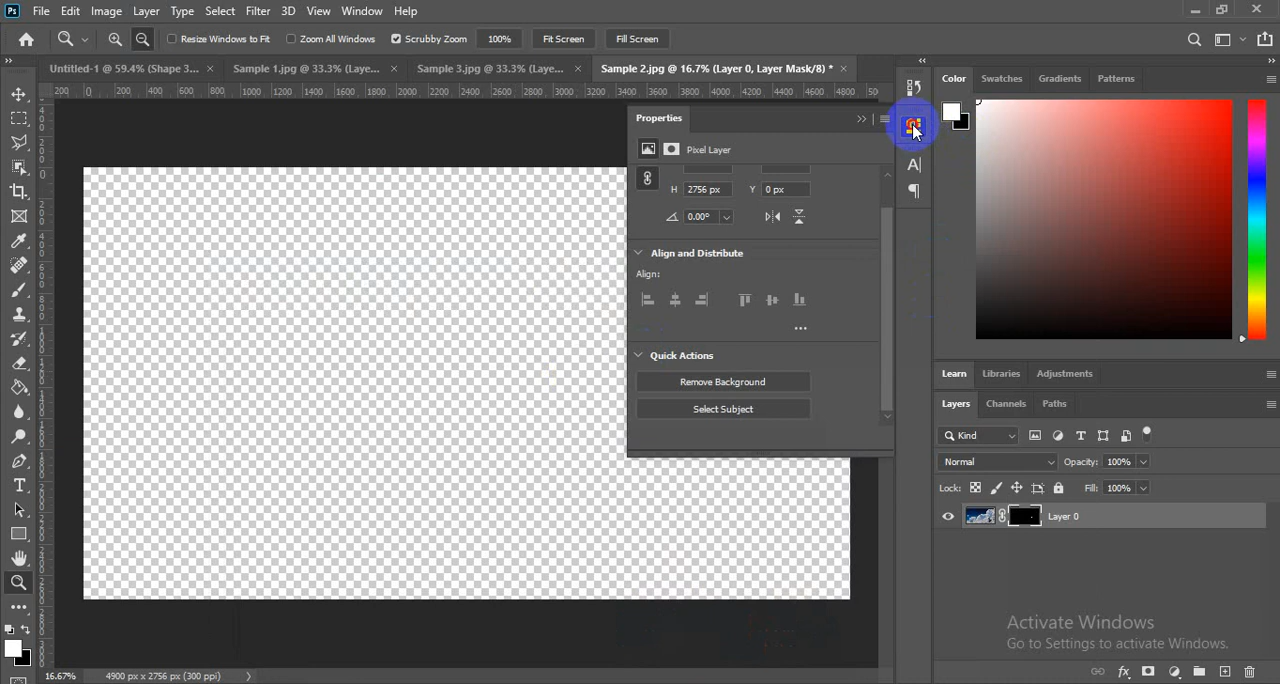 Ps File Edit Image Layer Type Select Filter 3D View Window Help
Resize Windows to Fit Zoom All Windows Scrubby Zoom 100% Fit Screen Fill Screen
Untitled-1 @ 59.4% (Shape 3... × Sample 1.jpg @ 33.3% (Laye... × Sample 3.jpg @ 33.3% (Laye... × Sample 2.jpg @ 16.7% (Layer 0, Layer Mask/8) * ×
200 0 200 400 600 800 1000 1200 1400 1600 1800 2000 2200 2400 2600 2800 3000 3200 3400 3600 3800 4000 4200 4400 4600 4800 50
Properties
Pixel Layer
H 2756 px Y 0 px
0.00°
Align and Distribute
Align:
Quick Actions
Remove Background
Select Subject
Color Swatches Gradients Patterns
Learn Libraries Adjustments
Layers Channels Paths
Kind
Normal Opacity: 100%
Lock: Fill: 100%
Layer 0
Activate Windows
Go to Settings to activate Windows.
16.67% 4900 px x 2756 px (300 ppi)